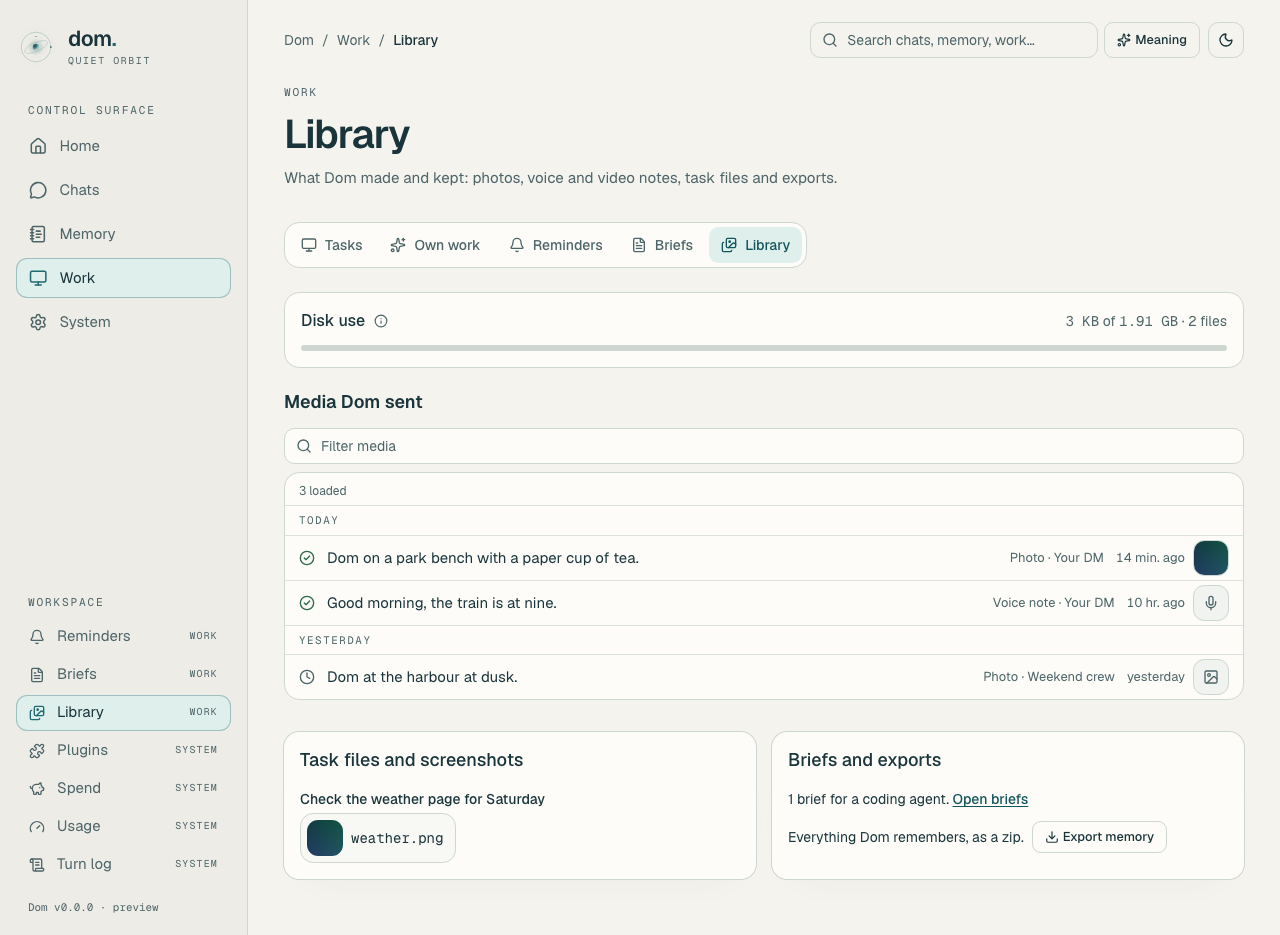 dom.
QUIET ORBIT
CONTROL SURFACE
Home
Chats
Memory
Work
System
WORKSPACE
Reminders WORK
Briefs WORK
Library WORK
Plugins SYSTEM
Spend SYSTEM
Usage SYSTEM
Turn log SYSTEM
Dom v0.0.0 · preview
Dom / Work / Library
Search chats, memory, work…
Meaning
WORK
Library
What Dom made and kept: photos, voice and video notes, task files and exports.
Tasks Own work Reminders Briefs Library
Disk use 3 KB of 1.91 GB · 2 files
Media Dom sent
Filter media
3 loaded
TODAY
Dom on a park bench with a paper cup of tea. Photo · Your DM 14 min. ago
Good morning, the train is at nine. Voice note · Your DM 10 hr. ago
YESTERDAY
Dom at the harbour at dusk. Photo · Weekend crew yesterday
Task files and screenshots
Check the weather page for Saturday
weather.png
Briefs and exports
1 brief for a coding agent. Open briefs
Everything Dom remembers, as a zip. Export memory